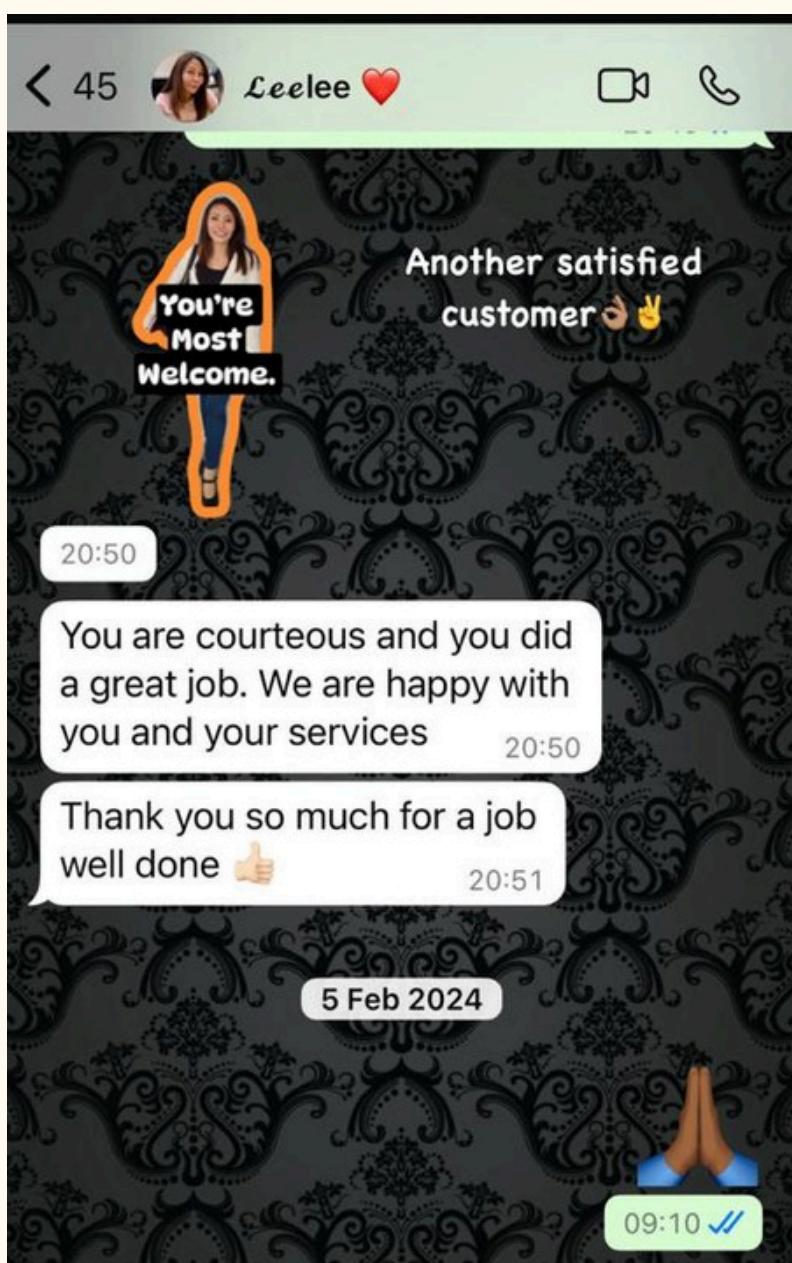 45 𝓛𝓮𝓮lee ❤️
Another satisfied
customer👌🏽✌️
You're
Most
Welcome.
20:50
You are courteous and you did
a great job. We are happy with
you and your services 20:50
Thank you so much for a job
well done 👍🏻 20:51
5 Feb 2024
🙏🏾
09:10